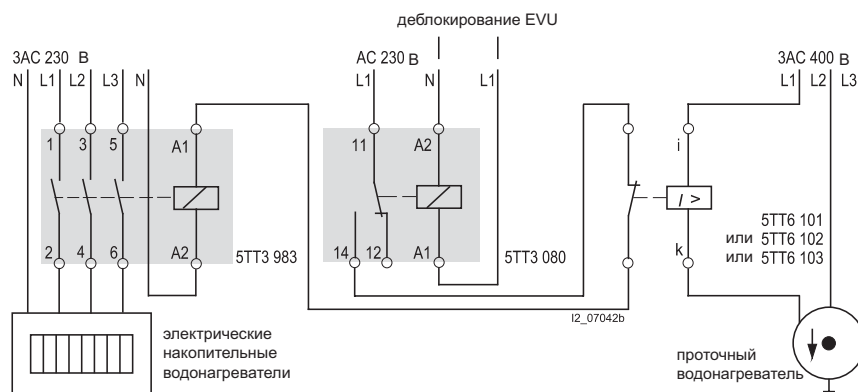 деблокирование EVU
3AC 230 В
N L1 L2 L3 N
AC 230 В
L1 N L1
3AC 400 В
L1 L2 L3
1 3 5 A1
11 A2
i
I >
2 4 6 A2
5TT3 983
14 12 A1
5TT3 080
k
5TT6 101
или 5TT6 102
или 5TT6 103
I2_07042b
электрические
накопительные
водонагреватели
проточный
водонагреватель